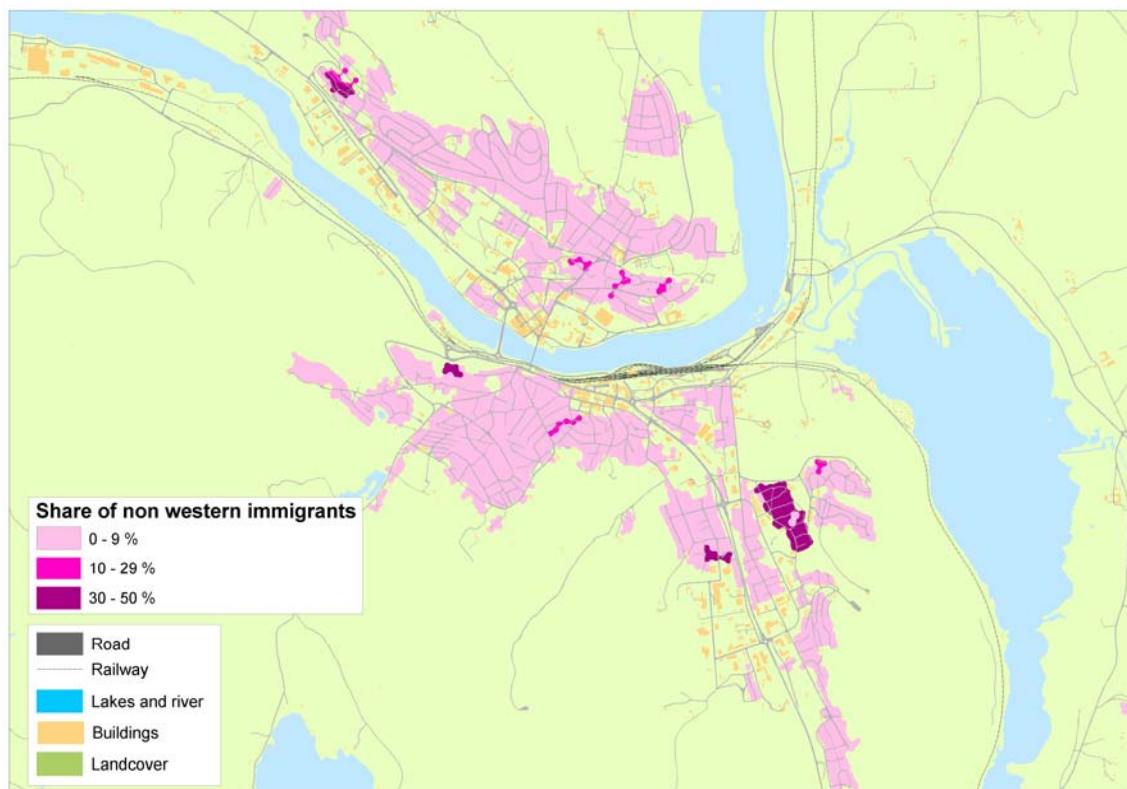 Share of non western immigrants
0 - 9 %
10 - 29 %
30 - 50 %
Road
Railway
Lakes and river
Buildings
Landcover